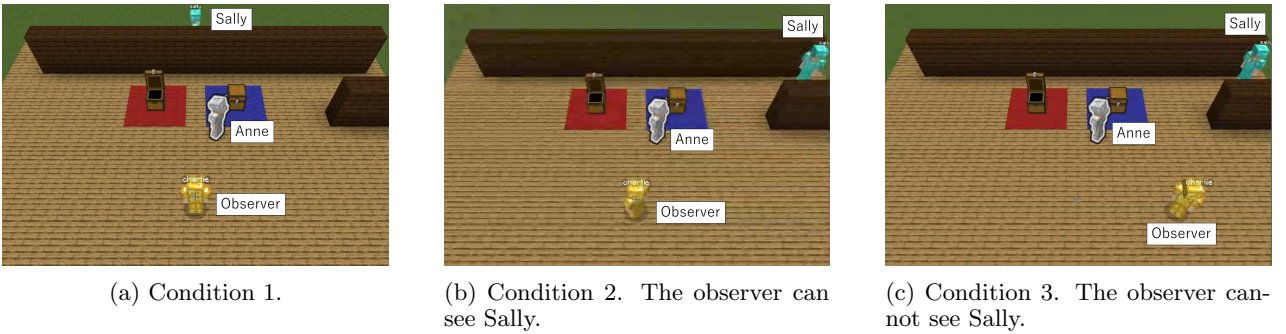 sally
Sally
Anne
charlie
Observer
(a) Condition 1.
Sally
Anne
charlie
Observer
(b) Condition 2. The observer can
see Sally.
Sally
Anne
charlie
Observer
(c) Condition 3. The observer can-
not see Sally.